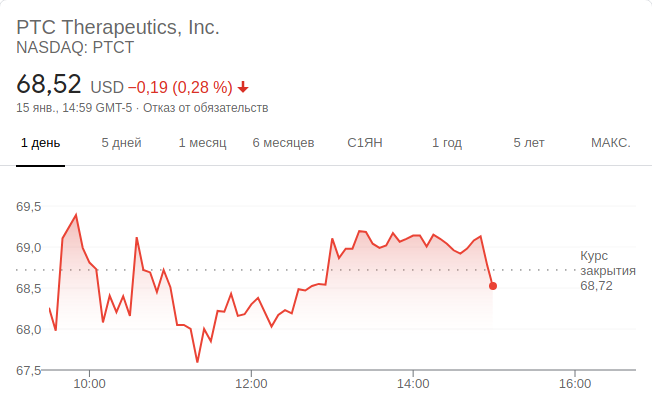 PTC Therapeutics, Inc.
NASDAQ: PTCT
68,52 USD −0,19 (0,28 %)
15 янв., 14:59 GMT-5 · Отказ от обязательств
1 день 5 дней 1 месяц 6 месяцев С1ЯН 1 год 5 лет МАКС.
69,5
69,0
68,5
68,0
67,5
Курс
закрытия
68,72
10:00 12:00 14:00 16:00